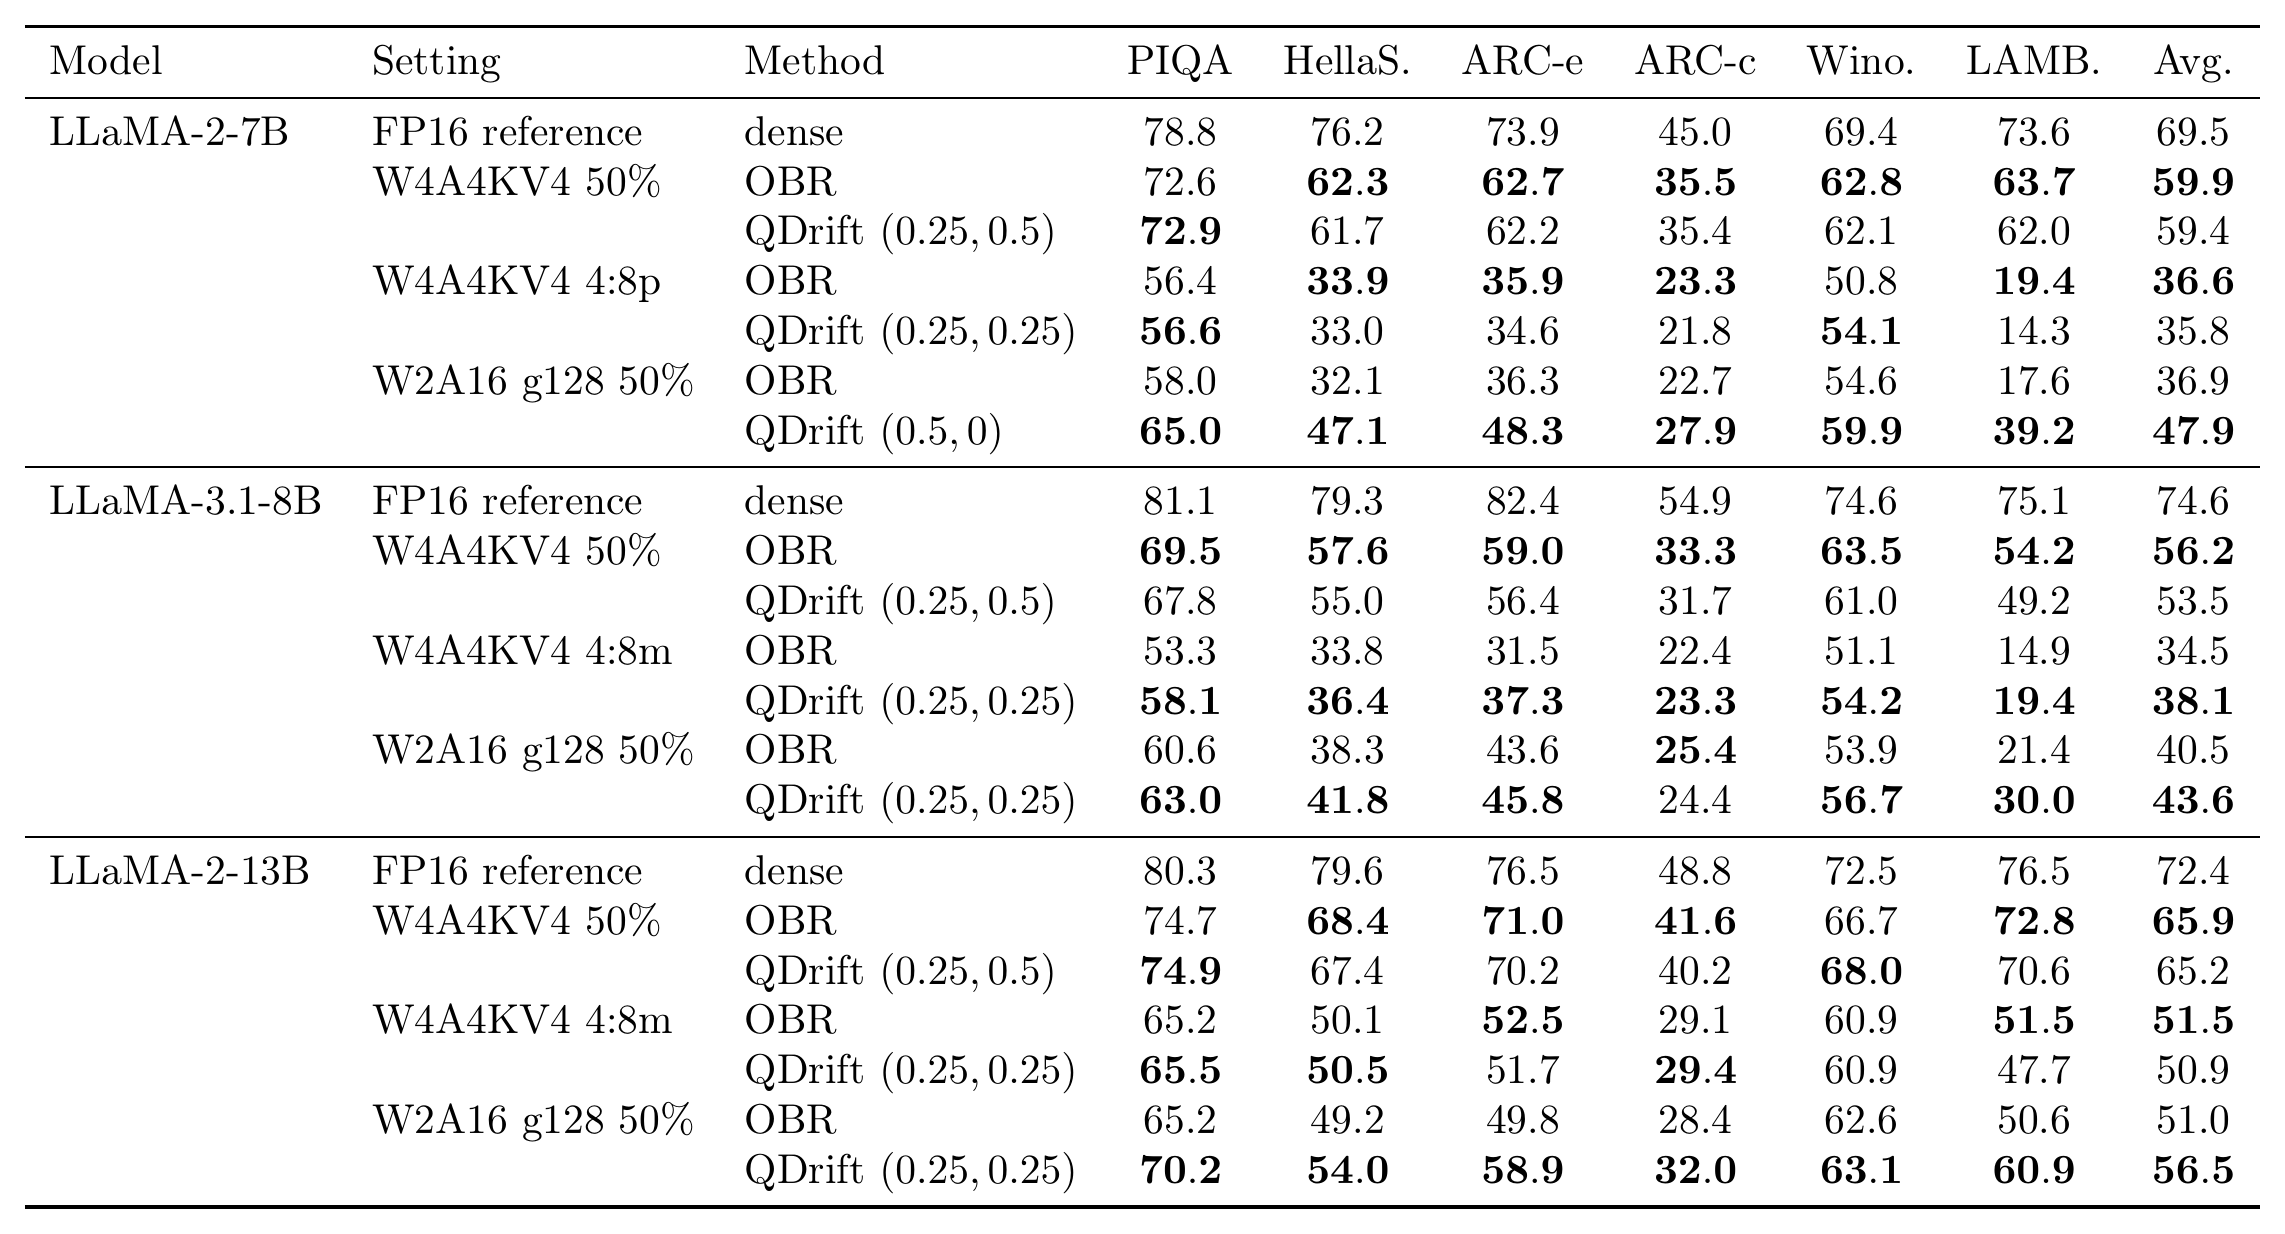 Model Setting Method PIQA HellaS. ARC-e ARC-c Wino. LAMB. Avg.
LLaMA-2-7B FP16 reference dense 78.8 76.2 73.9 45.0 69.4 73.6 69.5
W4A4KV4 50% OBR 72.6 62.3 62.7 35.5 62.8 63.7 59.9
QDrift (0.25, 0.5) 72.9 61.7 62.2 35.4 62.1 62.0 59.4
W4A4KV4 4:8p OBR 56.4 33.9 35.9 23.3 50.8 19.4 36.6
QDrift (0.25, 0.25) 56.6 33.0 34.6 21.8 54.1 14.3 35.8
W2A16 g128 50% OBR 58.0 32.1 36.3 22.7 54.6 17.6 36.9
QDrift (0.5, 0) 65.0 47.1 48.3 27.9 59.9 39.2 47.9
LLaMA-3.1-8B FP16 reference dense 81.1 79.3 82.4 54.9 74.6 75.1 74.6
W4A4KV4 50% OBR 69.5 57.6 59.0 33.3 63.5 54.2 56.2
QDrift (0.25, 0.5) 67.8 55.0 56.4 31.7 61.0 49.2 53.5
W4A4KV4 4:8m OBR 53.3 33.8 31.5 22.4 51.1 14.9 34.5
QDrift (0.25, 0.25) 58.1 36.4 37.3 23.3 54.2 19.4 38.1
W2A16 g128 50% OBR 60.6 38.3 43.6 25.4 53.9 21.4 40.5
QDrift (0.25, 0.25) 63.0 41.8 45.8 24.4 56.7 30.0 43.6
LLaMA-2-13B FP16 reference dense 80.3 79.6 76.5 48.8 72.5 76.5 72.4
W4A4KV4 50% OBR 74.7 68.4 71.0 41.6 66.7 72.8 65.9
QDrift (0.25, 0.5) 74.9 67.4 70.2 40.2 68.0 70.6 65.2
W4A4KV4 4:8m OBR 65.2 50.1 52.5 29.1 60.9 51.5 51.5
QDrift (0.25, 0.25) 65.5 50.5 51.7 29.4 60.9 47.7 50.9
W2A16 g128 50% OBR 65.2 49.2 49.8 28.4 62.6 50.6 51.0
QDrift (0.25, 0.25) 70.2 54.0 58.9 32.0 63.1 60.9 56.5